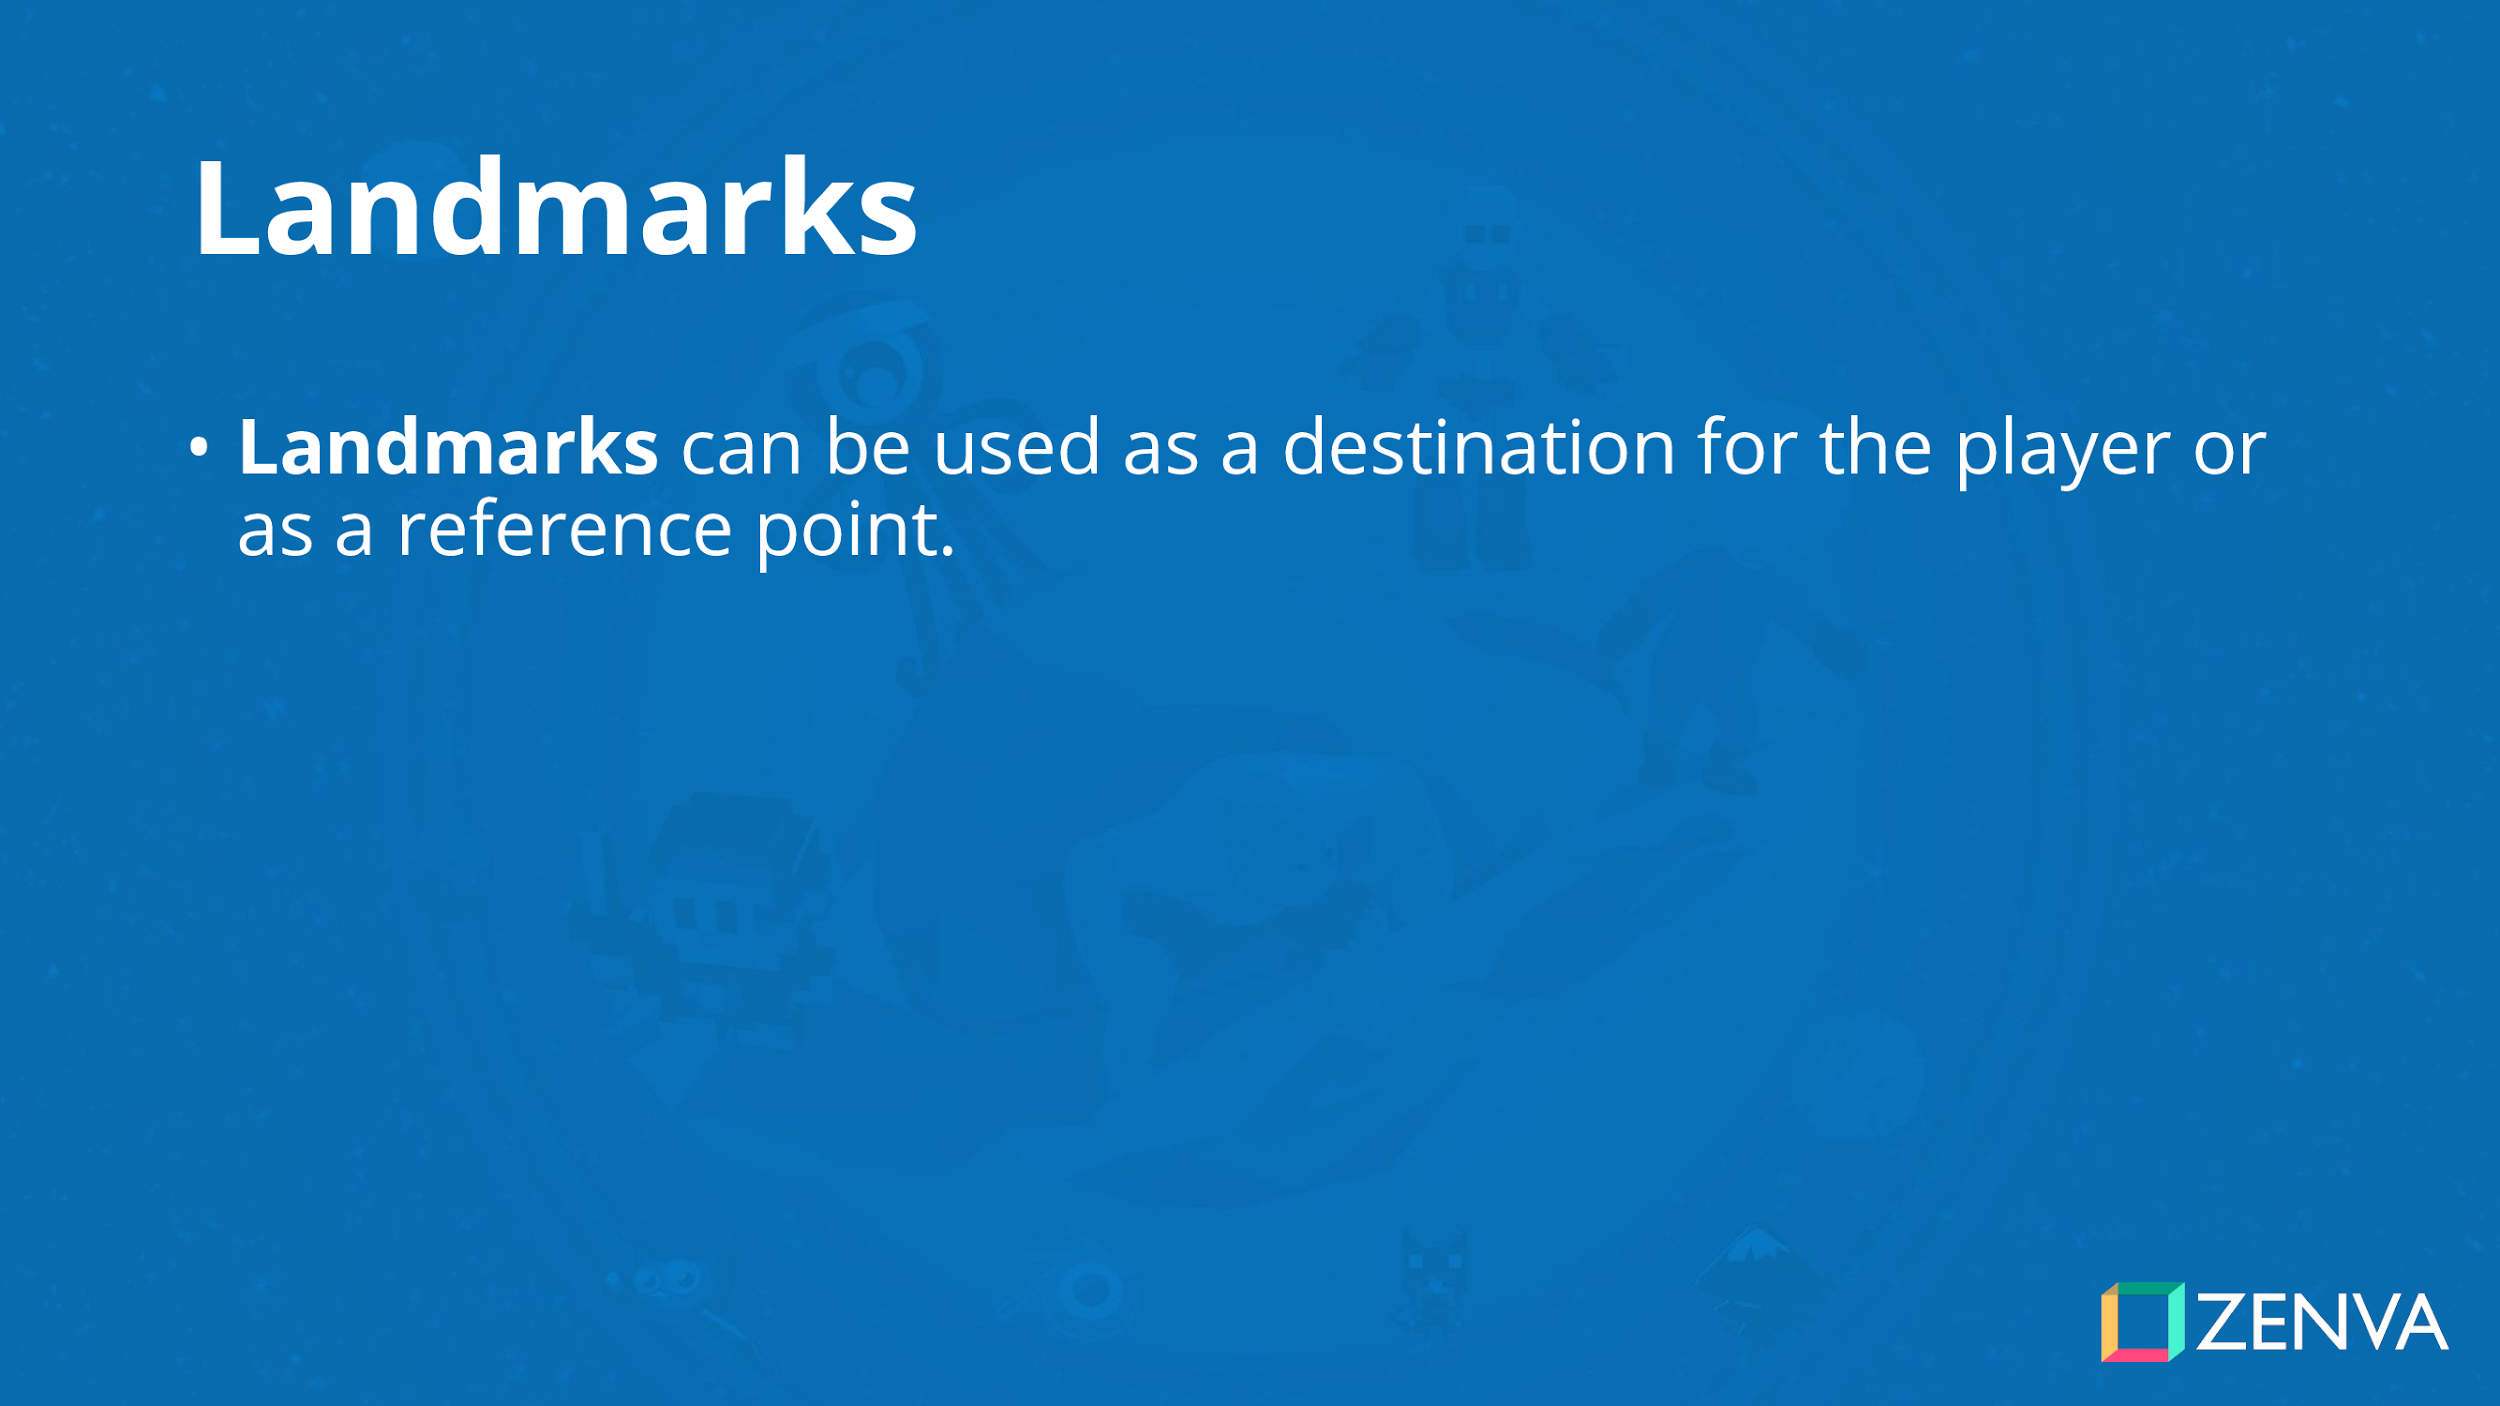 Landmarks
• Landmarks can be used as a destination for the player or
as a reference point.
ZENVA